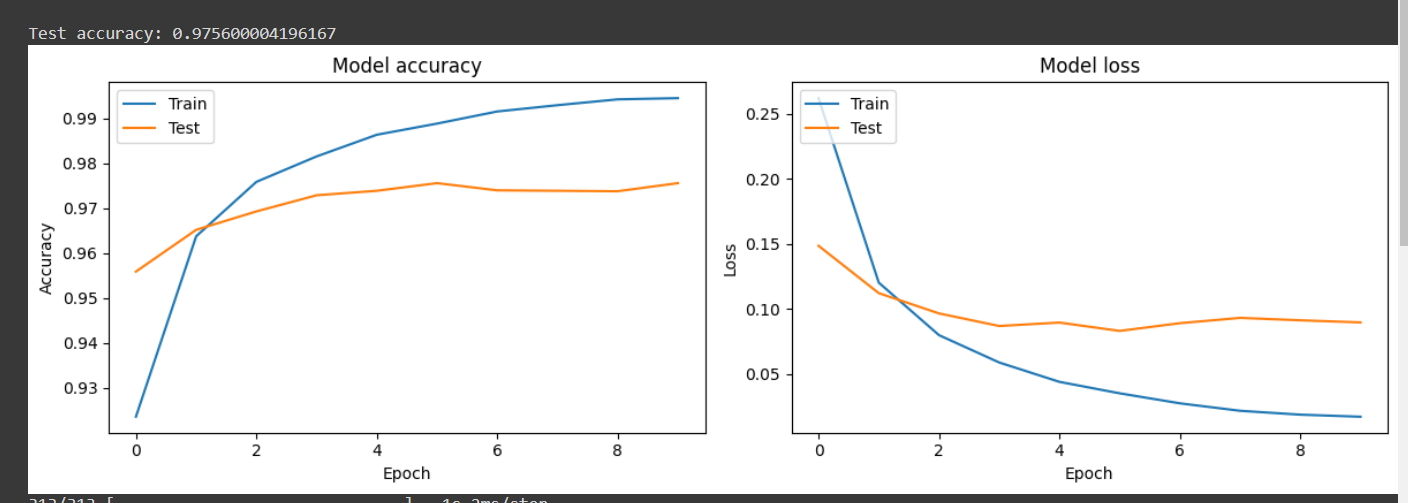 Test accuracy: 0.975600004196167
Model accuracy
Train
Test
0.99
0.98
0.97
0.96
0.95
0.94
0.93
Accuracy
0 2 4 6 8
Epoch
Model loss
Train
Test
0.25
0.20
0.15
0.10
0.05
Loss
0 2 4 6 8
Epoch